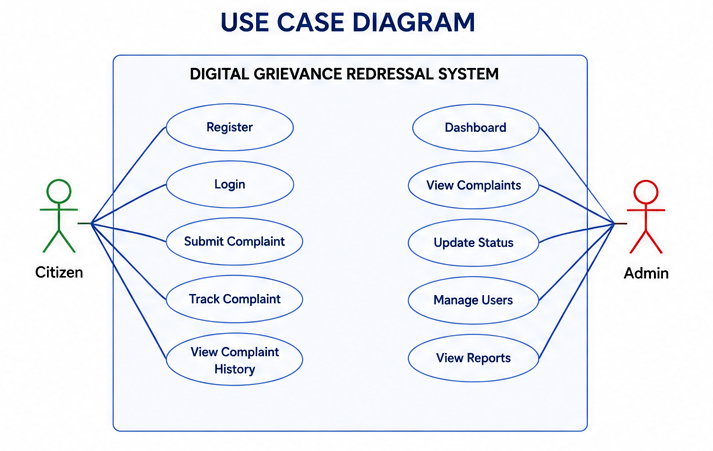 USE CASE DIAGRAM
DIGITAL GRIEVANCE REDRESSAL SYSTEM
Register
Login
Submit Complaint
Track Complaint
View Complaint
History
Dashboard
View Complaints
Update Status
Manage Users
View Reports
Citizen
Admin